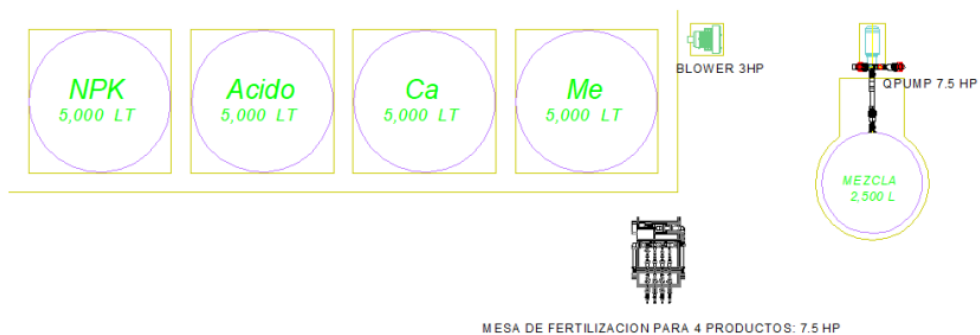 NPK
5,000 LT
Acido
5,000 LT
Ca
5,000 LT
Me
5,000 LT
BLOWER 3HP
QPUMP 7.5 HP
MEZCLA
2,500 L
MESA DE FERTILIZACION PARA 4 PRODUCTOS: 7.5 HP